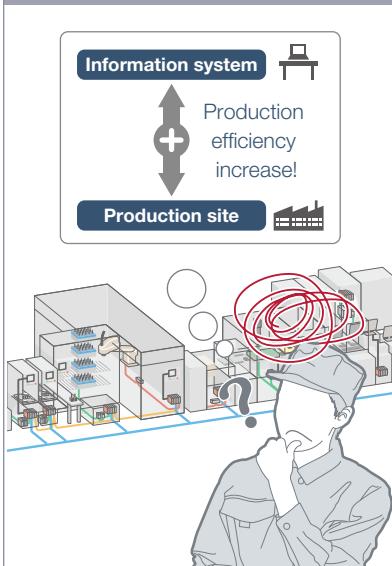 Information system
Production
efficiency
increase!
Production site
?